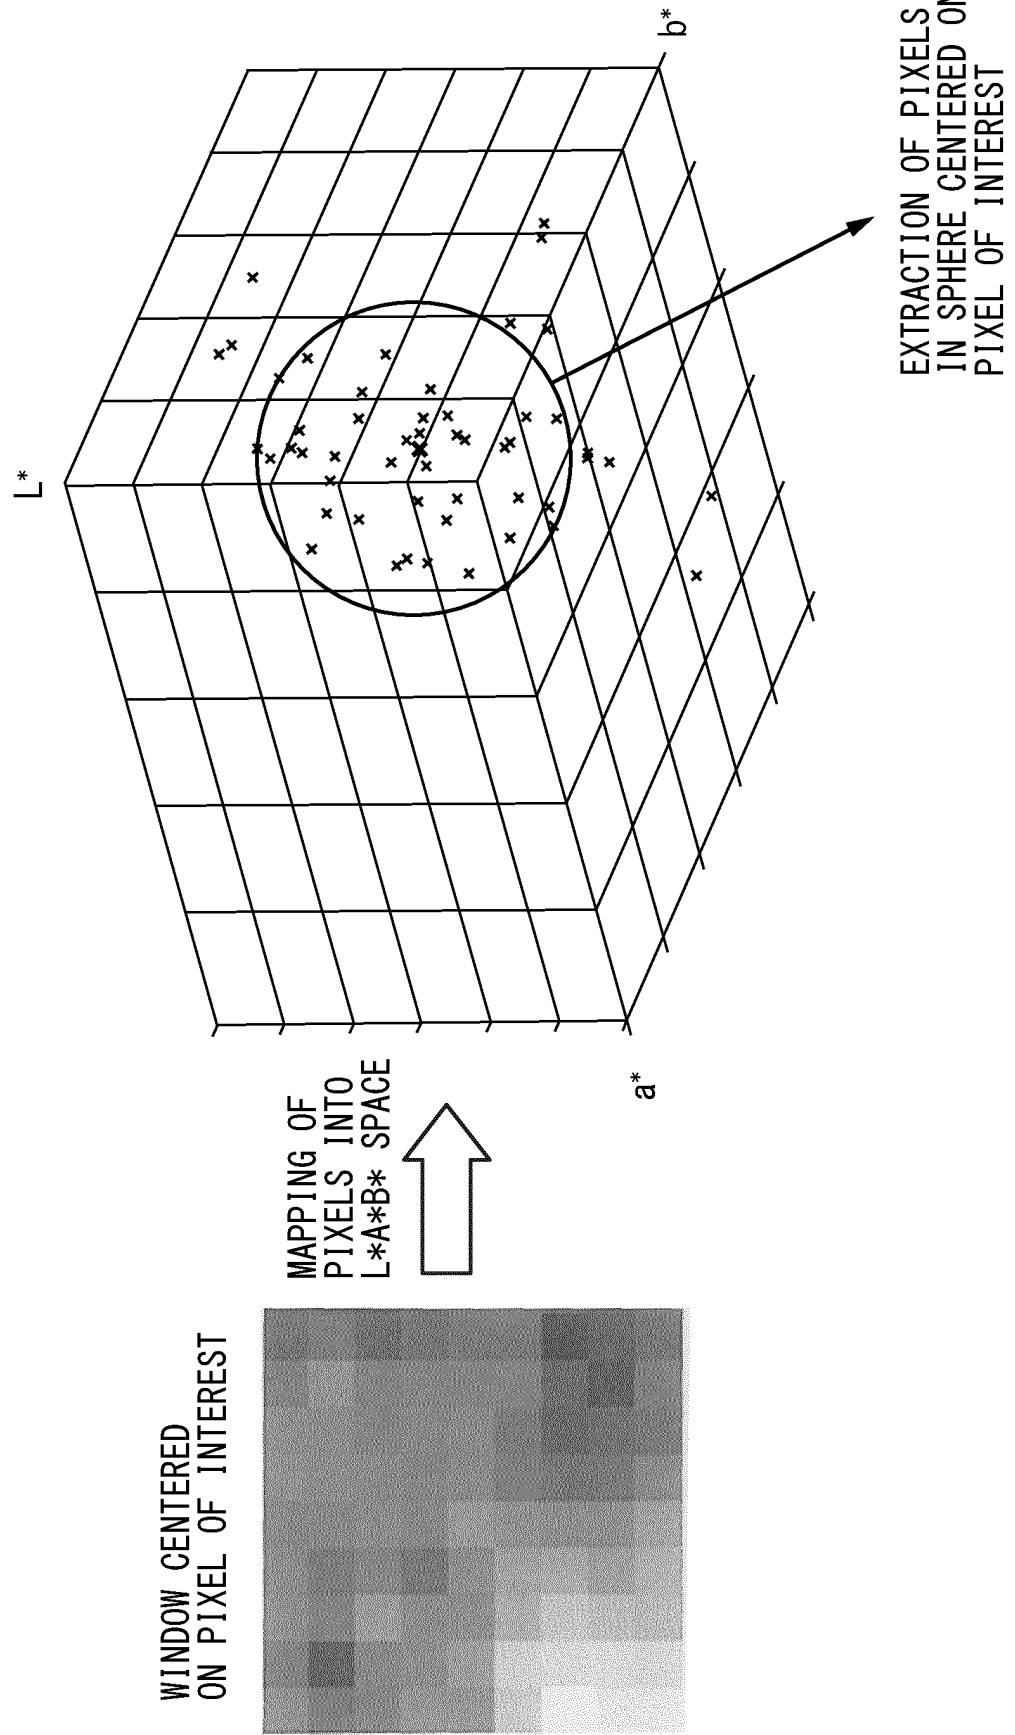 WINDOW CENTERED
ON PIXEL OF INTEREST
MAPPING OF
PIXELS INTO
L*A*B* SPACE
L*
a*
b*
EXTRACTION OF PIXELS
IN SPHERE CENTERED ON
PIXEL OF INTEREST